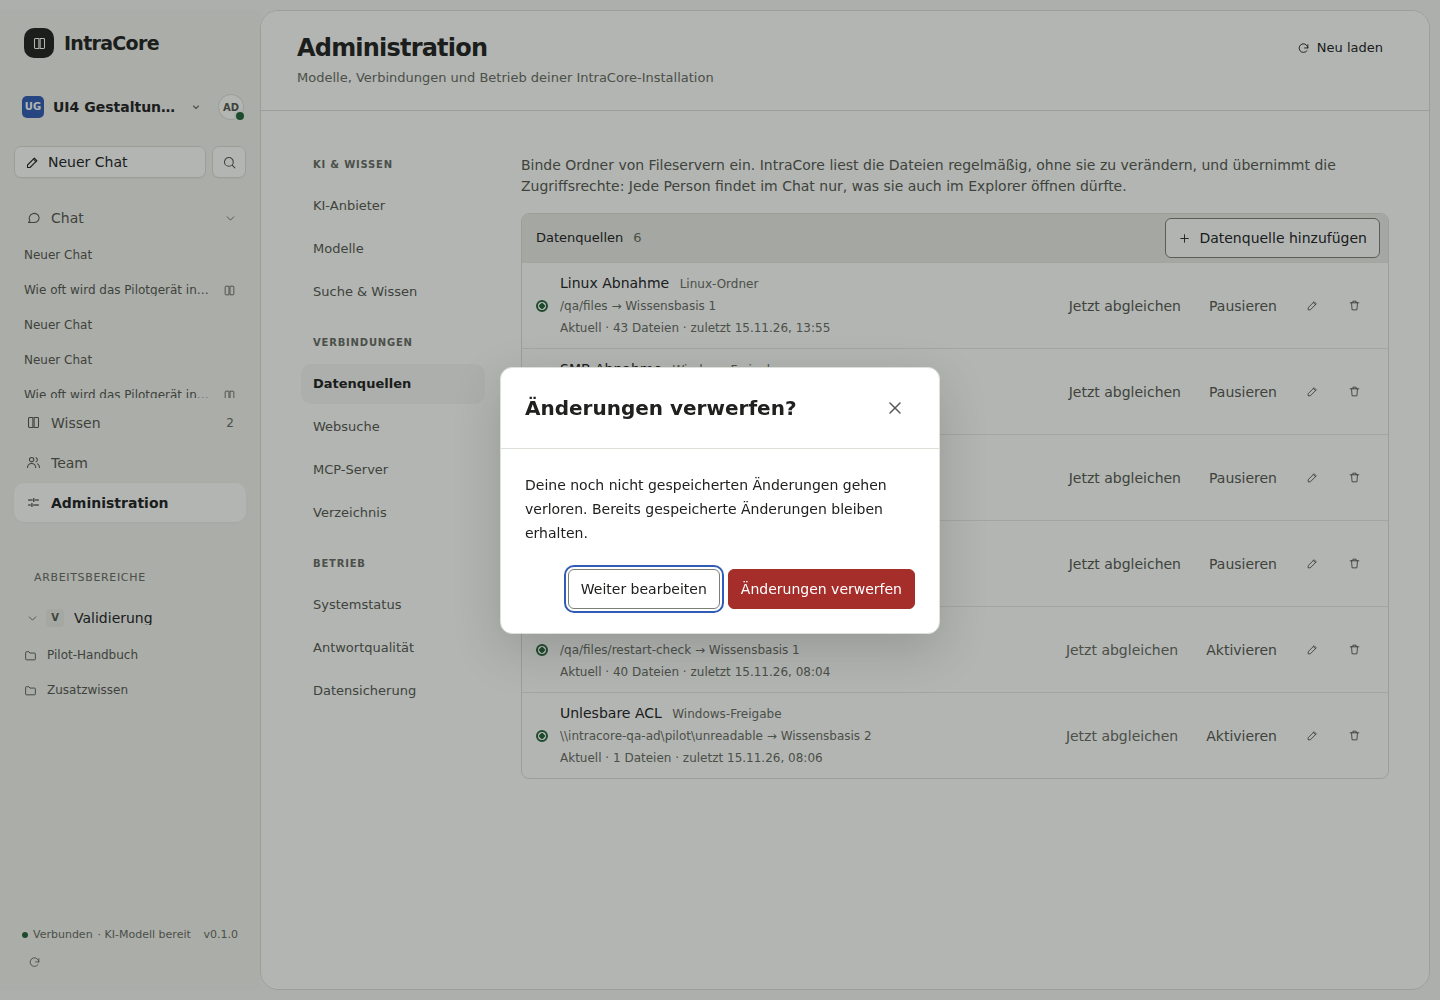 IntraCore
UG UI4 Gestaltun... AD
Neuer Chat
Chat
Neuer Chat
Wie oft wird das Pilotgerät in...
Neuer Chat
Neuer Chat
Wie oft wird das Pilotgerät in...
Wissen 2
Team
Administration
ARBEITSBEREICHE
V Validierung
Pilot-Handbuch
Zusatzwissen
Verbunden · KI-Modell bereit v0.1.0
Administration
Neu laden
Modelle, Verbindungen und Betrieb deiner IntraCore-Installation
KI & WISSEN
KI-Anbieter
Modelle
Suche & Wissen
VERBINDUNGEN
Datenquellen
Websuche
MCP-Server
Verzeichnis
BETRIEB
Systemstatus
Antwortqualität
Datensicherung
Binde Ordner von Fileservern ein. IntraCore liest die Dateien regelmäßig, ohne sie zu verändern, und übernimmt die
Zugriffsrechte: Jede Person findet im Chat nur, was sie auch im Explorer öffnen dürfte.
Datenquellen 6
Datenquelle hinzufügen
Linux Abnahme Linux-Ordner
/qa/files → Wissensbasis 1
Aktuell · 43 Dateien · zuletzt 15.11.26, 13:55
Jetzt abgleichen Pausieren
Jetzt abgleichen Pausieren
Jetzt abgleichen Pausieren
Jetzt abgleichen Pausieren
/qa/files/restart-check → Wissensbasis 1
Aktuell · 40 Dateien · zuletzt 15.11.26, 08:04
Jetzt abgleichen Aktivieren
Unlesbare ACL Windows-Freigabe
\\intracore-qa-ad\pilot\unreadable → Wissensbasis 2
Aktuell · 1 Dateien · zuletzt 15.11.26, 08:06
Jetzt abgleichen Aktivieren
Änderungen verwerfen?
Deine noch nicht gespeicherten Änderungen gehen
verloren. Bereits gespeicherte Änderungen bleiben
erhalten.
Weiter bearbeiten
Änderungen verwerfen